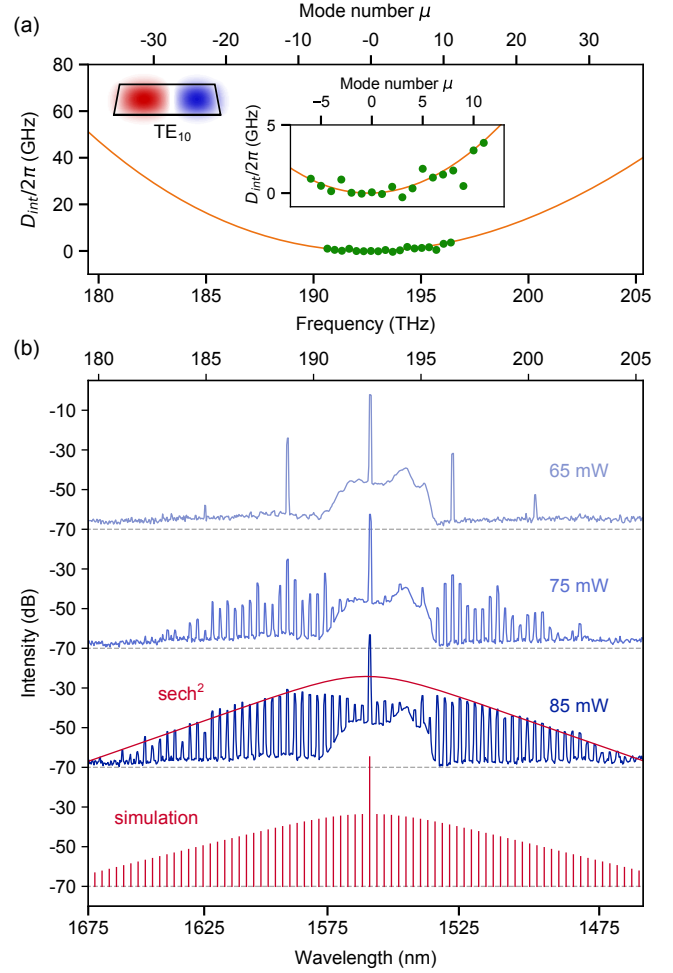 (a)
Mode number μ
−30 −20 −10 0 10 20 30
80
60
40
20
0
D_int/2π (GHz)
TE₁₀
Mode number μ
−5 0 5 10
5
0
D_int/2π (GHz)
180 185 190 195 200 205
Frequency (THz)
(b)
180 185 190 195 200 205
Intensity (dB)
-10
-30
-50
-70
65 mW
-30
-50
-70
75 mW
-30
-50
-70
sech²
85 mW
-30
-50
-70
simulation
1675 1625 1575 1525 1475
Wavelength (nm)